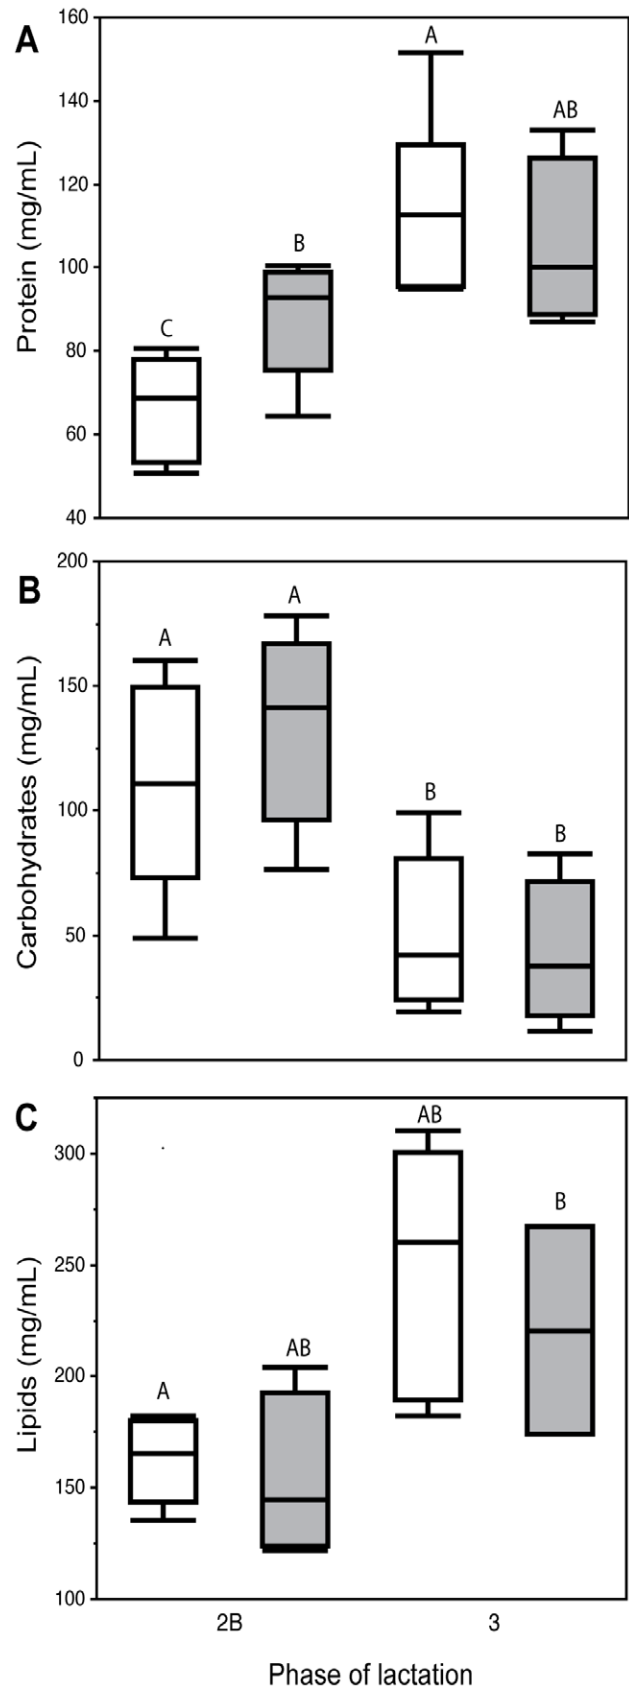 A
160
140
120
100
80
60
40
Protein (mg/mL)
C
B
A
AB
B
200
150
100
50
0
Carbohydrates (mg/mL)
A
A
B
B
C
300
250
200
150
100
Lipids (mg/mL)
A
AB
AB
B
2B 3
Phase of lactation